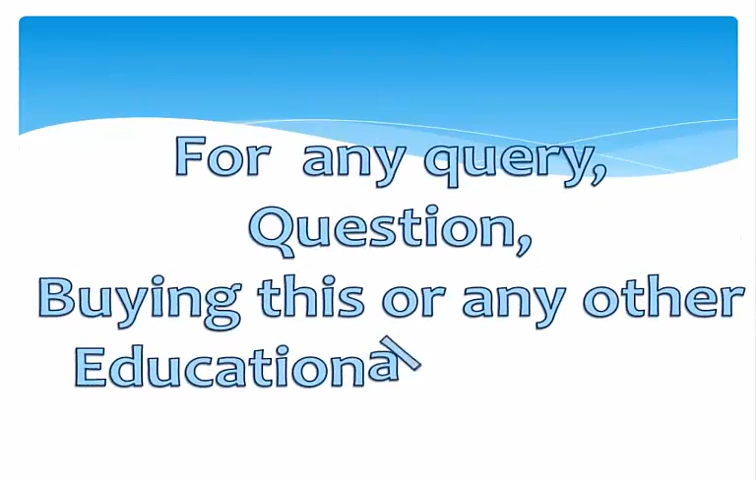 For any query,
Question,
Buying this or any other
Educational